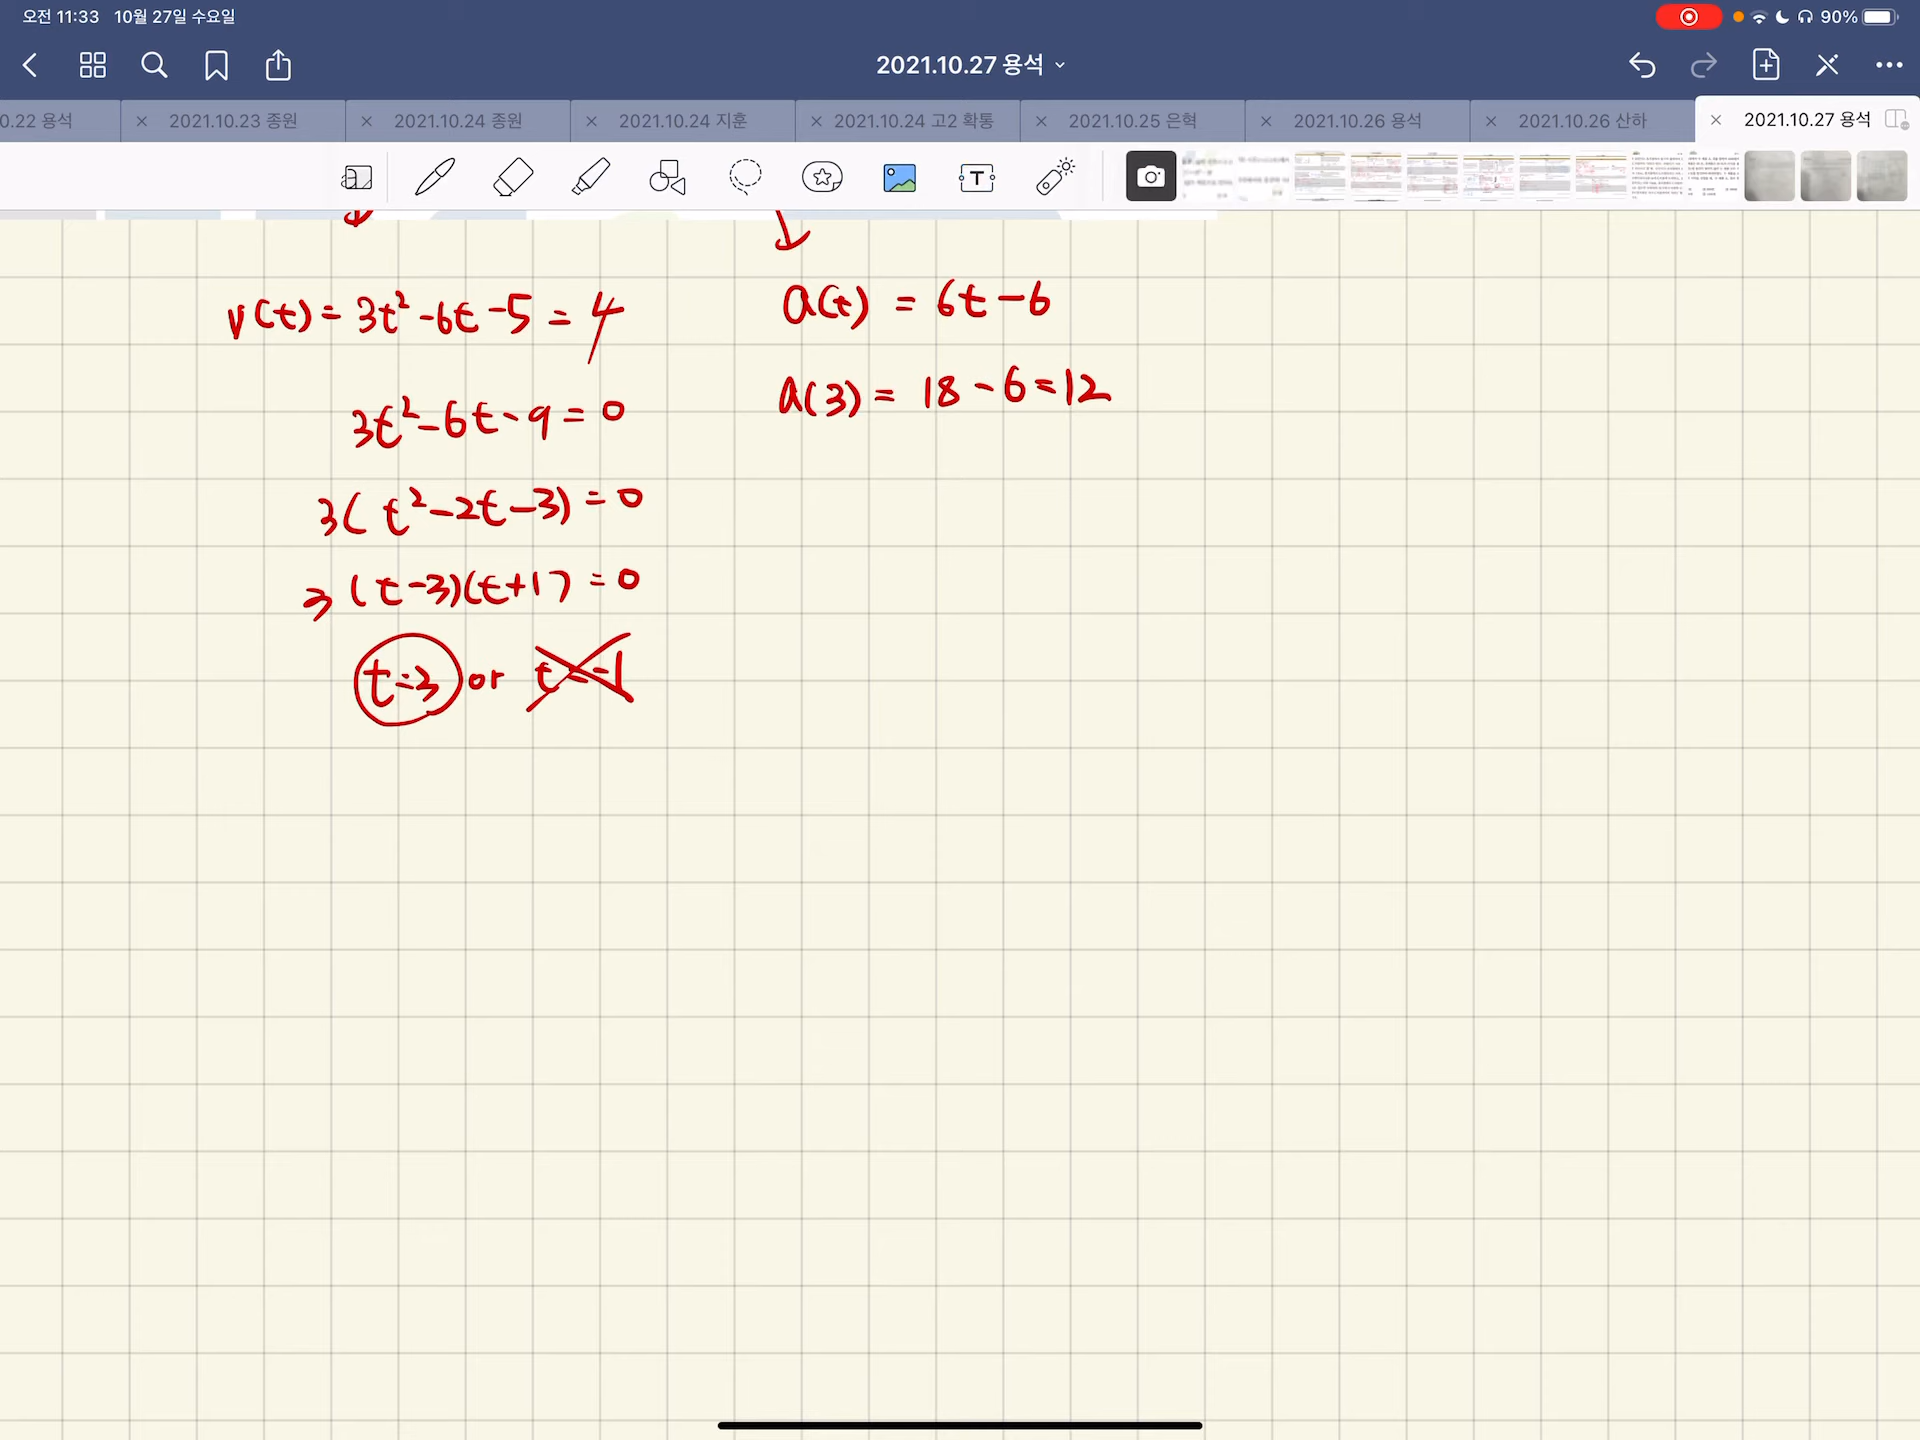 오전 11:33 10월 27일 수요일
90%
2021.10.27 용석
0.22 용석
2021.10.23 종원
2021.10.24 종원
2021.10.24 지훈
2021.10.24 고2 확통
2021.10.25 은혁
2021.10.26 용석
2021.10.26 산하
2021.10.27 용석
v(t)=3t²-6t-5=4
3t²-6t-9=0
3(t²-2t-3)=0
3(t-3)(t+1)=0
t=3 or t=-1
a(t) = 6t-6
a(3) = 18-6=12